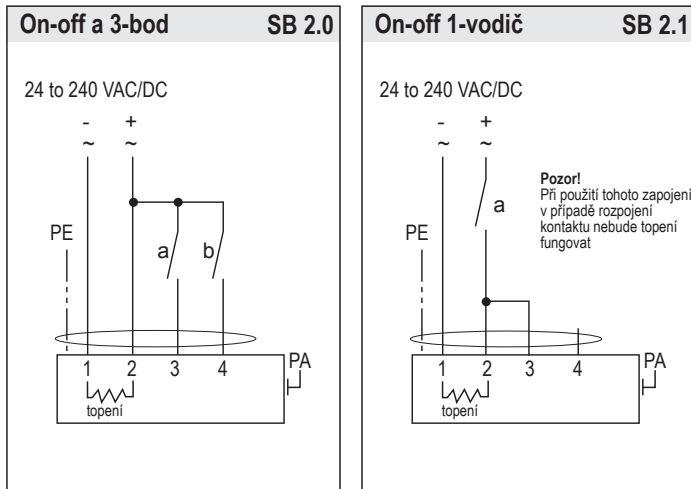 On-off a 3-bod SB 2.0
24 to 240 VAC/DC
- +
~ ~
PE
a b
1 2 3 4 PA
topení
On-off 1-vodič SB 2.1
24 to 240 VAC/DC
- +
~ ~
a
Pozor!
Při použití tohoto zapojení
v případě rozpojení
kontaktu nebude topení
fungovat
PE
1 2 3 4 PA
topení